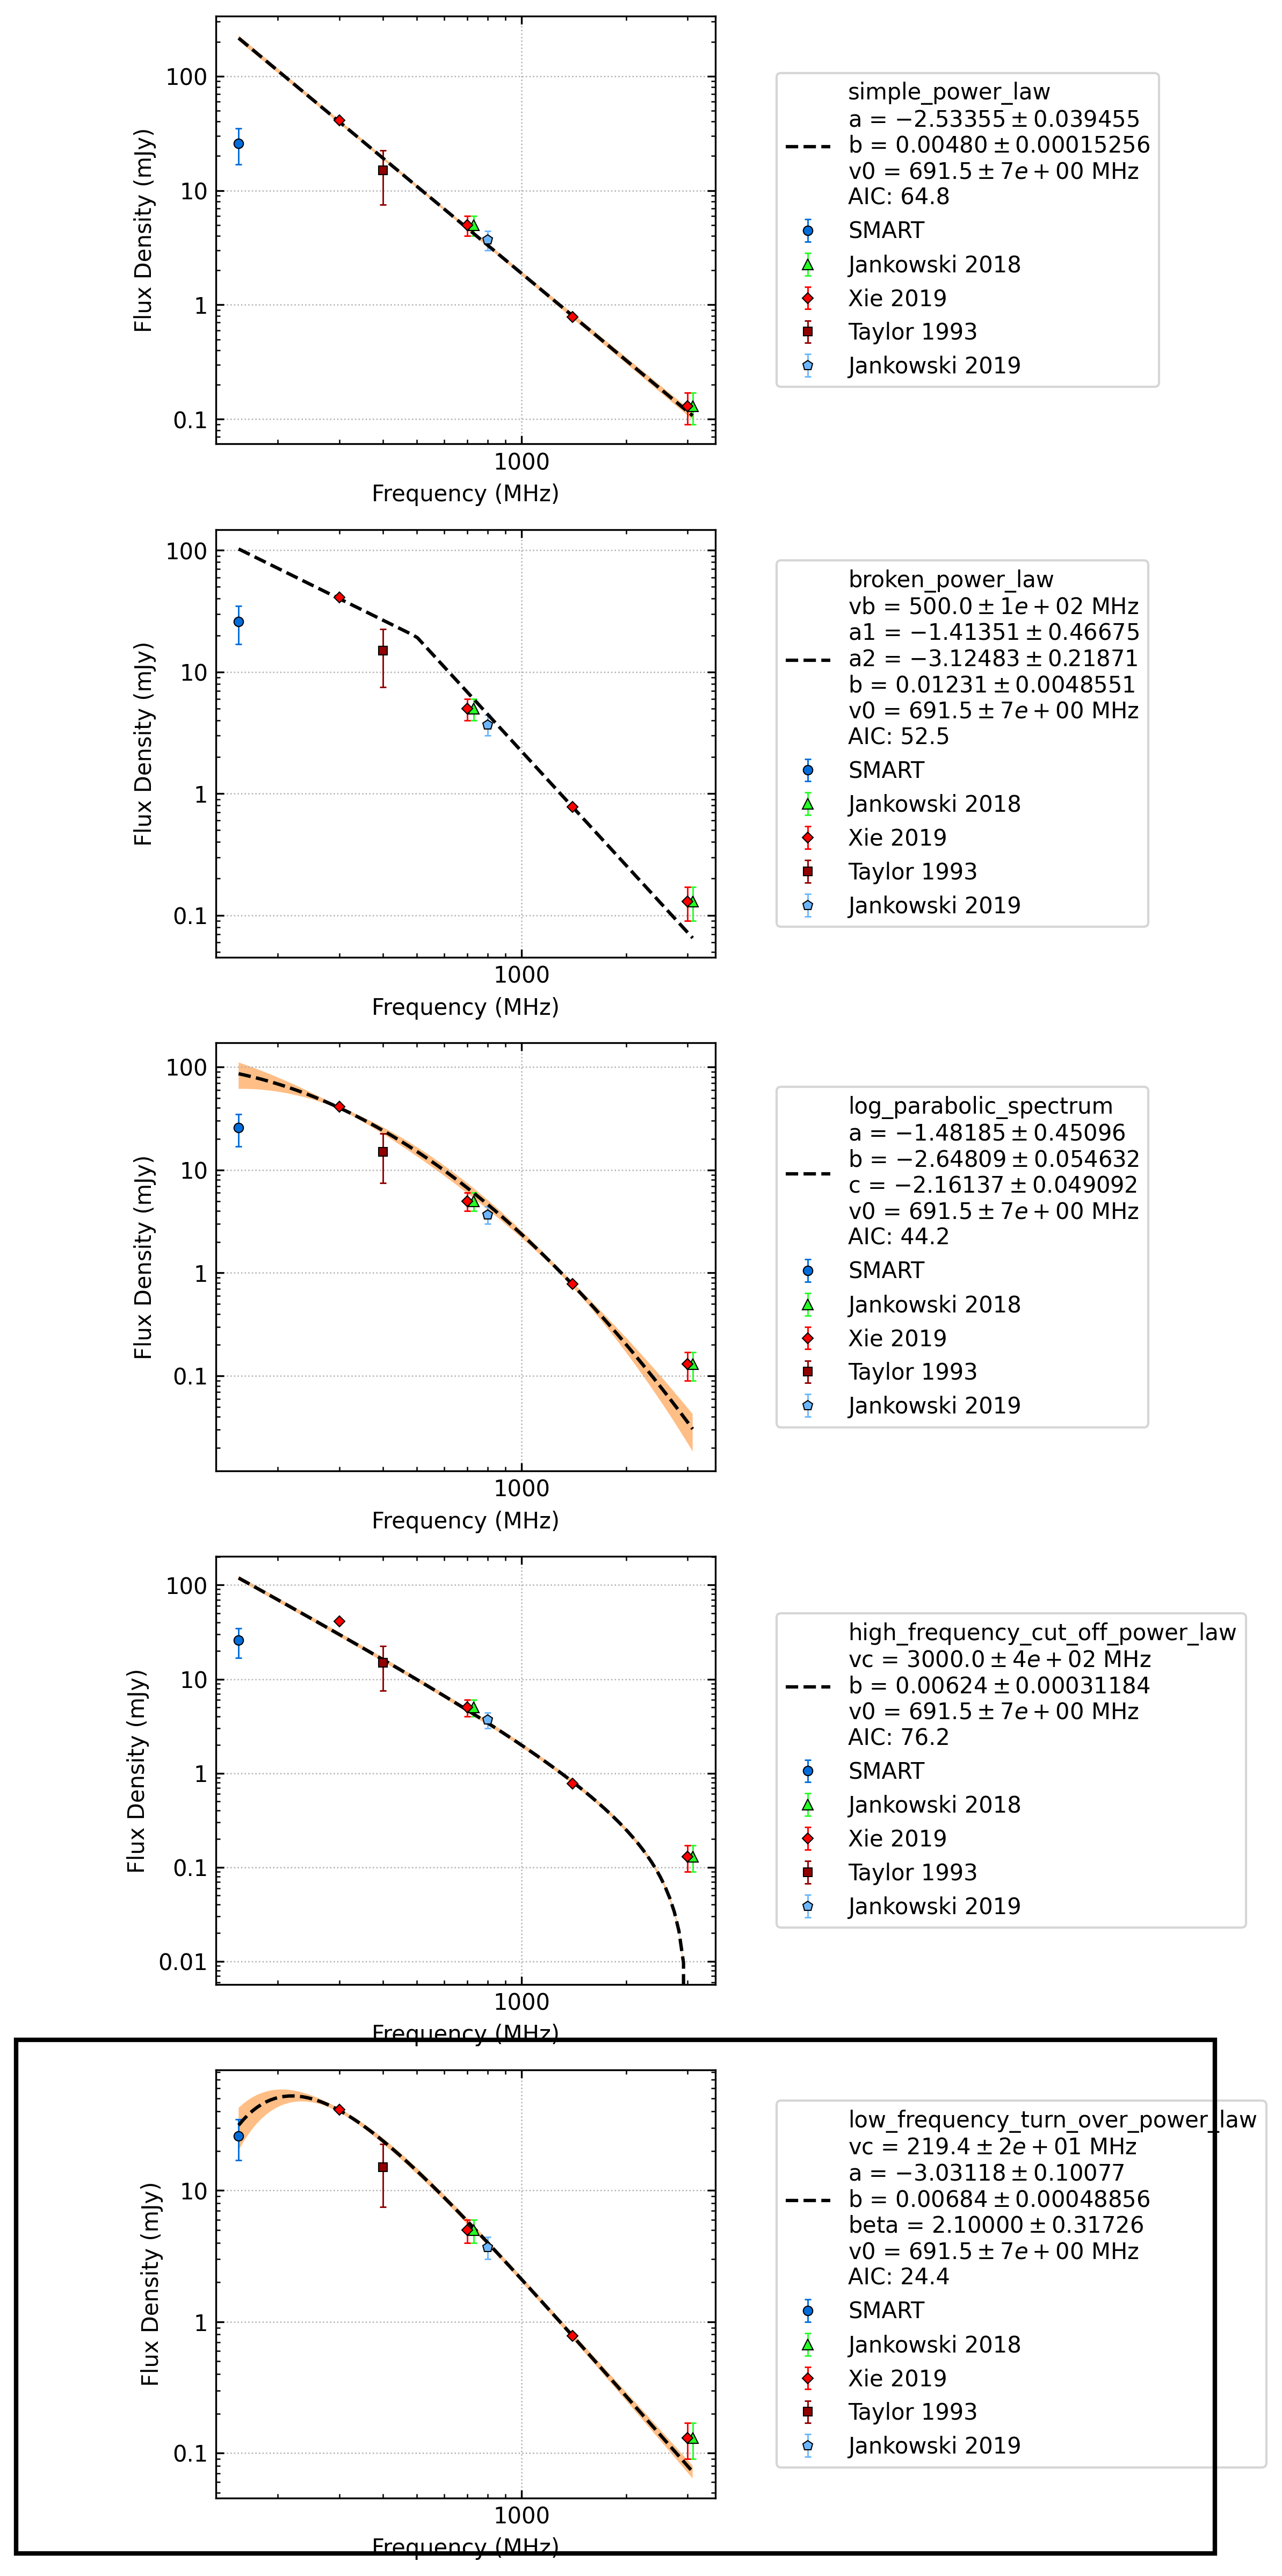 100
10
1
0.1
Flux Density (mJy)
1000
Frequency (MHz)
simple_power_law
a = −2.53355 ± 0.039455
b = 0.00480 ± 0.00015256
v0 = 691.5 ± 7e + 00 MHz
AIC: 64.8
SMART
Jankowski 2018
Xie 2019
Taylor 1993
Jankowski 2019
100
10
1
0.1
Flux Density (mJy)
1000
Frequency (MHz)
broken_power_law
vb = 500.0 ± 1e + 02 MHz
a1 = −1.41351 ± 0.46675
a2 = −3.12483 ± 0.21871
b = 0.01231 ± 0.0048551
v0 = 691.5 ± 7e + 00 MHz
AIC: 52.5
SMART
Jankowski 2018
Xie 2019
Taylor 1993
Jankowski 2019
100
10
1
0.1
Flux Density (mJy)
1000
Frequency (MHz)
log_parabolic_spectrum
a = −1.48185 ± 0.45096
b = −2.64809 ± 0.054632
c = −2.16137 ± 0.049092
v0 = 691.5 ± 7e + 00 MHz
AIC: 44.2
SMART
Jankowski 2018
Xie 2019
Taylor 1993
Jankowski 2019
100
10
1
0.1
0.01
Flux Density (mJy)
1000
Frequency (MHz)
high_frequency_cut_off_power_law
vc = 3000.0 ± 4e + 02 MHz
b = 0.00624 ± 0.00031184
v0 = 691.5 ± 7e + 00 MHz
AIC: 76.2
SMART
Jankowski 2018
Xie 2019
Taylor 1993
Jankowski 2019
10
1
0.1
Flux Density (mJy)
1000
Frequency (MHz)
low_frequency_turn_over_power_law
vc = 219.4 ± 2e + 01 MHz
a = −3.03118 ± 0.10077
b = 0.00684 ± 0.00048856
beta = 2.10000 ± 0.31726
v0 = 691.5 ± 7e + 00 MHz
AIC: 24.4
SMART
Jankowski 2018
Xie 2019
Taylor 1993
Jankowski 2019